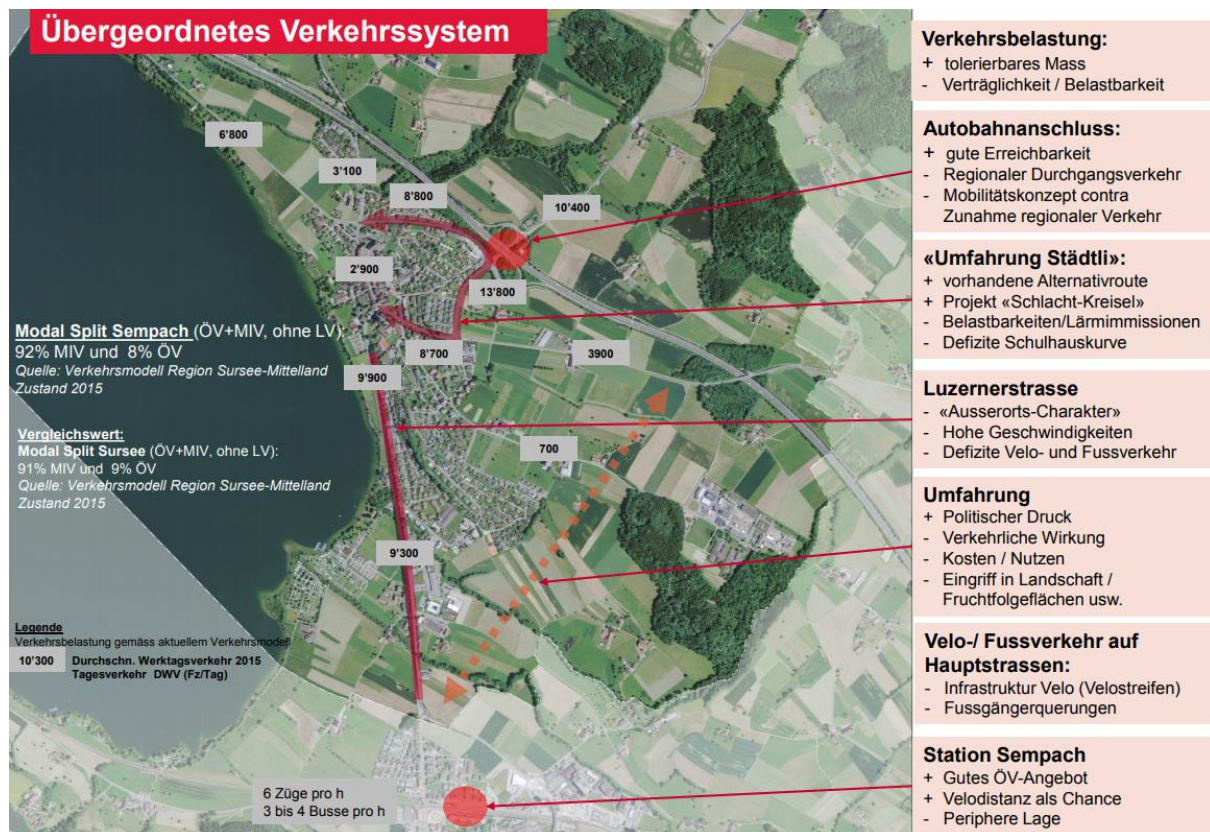 Übergeordnetes Verkehrssystem
6'800
3'100
8'800
10'400
2'900
13'800
8'700
3900
9'900
700
9'300
Modal Split Sempach (ÖV+MIV, ohne LV):
92% MIV und 8% ÖV
Quelle: Verkehrsmodell Region Sursee-Mittelland
Zustand 2015
Vergleichswert:
Modal Split Sursee (ÖV+MIV, ohne LV):
91% MIV und 9% ÖV
Quelle: Verkehrsmodell Region Sursee-Mittelland
Zustand 2015
Legende
Verkehrsbelastung gemäss aktuellem Verkehrsmodell
10'300 Durchschn. Werktagsverkehr 2015
Tagesverkehr DWV (Fz/Tag)
6 Züge pro h
3 bis 4 Busse pro h
Verkehrsbelastung:
+ tolerierbares Mass
- Verträglichkeit / Belastbarkeit
Autobahnanschluss:
+ gute Erreichbarkeit
- Regionaler Durchgangsverkehr
- Mobilitätskonzept contra
Zunahme regionaler Verkehr
«Umfahrung Städtli»:
+ vorhandene Alternativroute
+ Projekt «Schlacht-Kreisel»
- Belastbarkeiten/Lärmimmissionen
- Defizite Schulhauskurve
Luzernerstrasse
- «Ausserorts-Charakter»
- Hohe Geschwindigkeiten
- Defizite Velo- und Fussverkehr
Umfahrung
+ Politischer Druck
- Verkehrliche Wirkung
- Kosten / Nutzen
- Eingriff in Landschaft /
Fruchtfolgeflächen usw.
Velo-/ Fussverkehr auf
Hauptstrassen:
- Infrastruktur Velo (Velostreifen)
- Fussgängerquerungen
Station Sempach
+ Gutes ÖV-Angebot
+ Velodistanz als Chance
- Periphere Lage